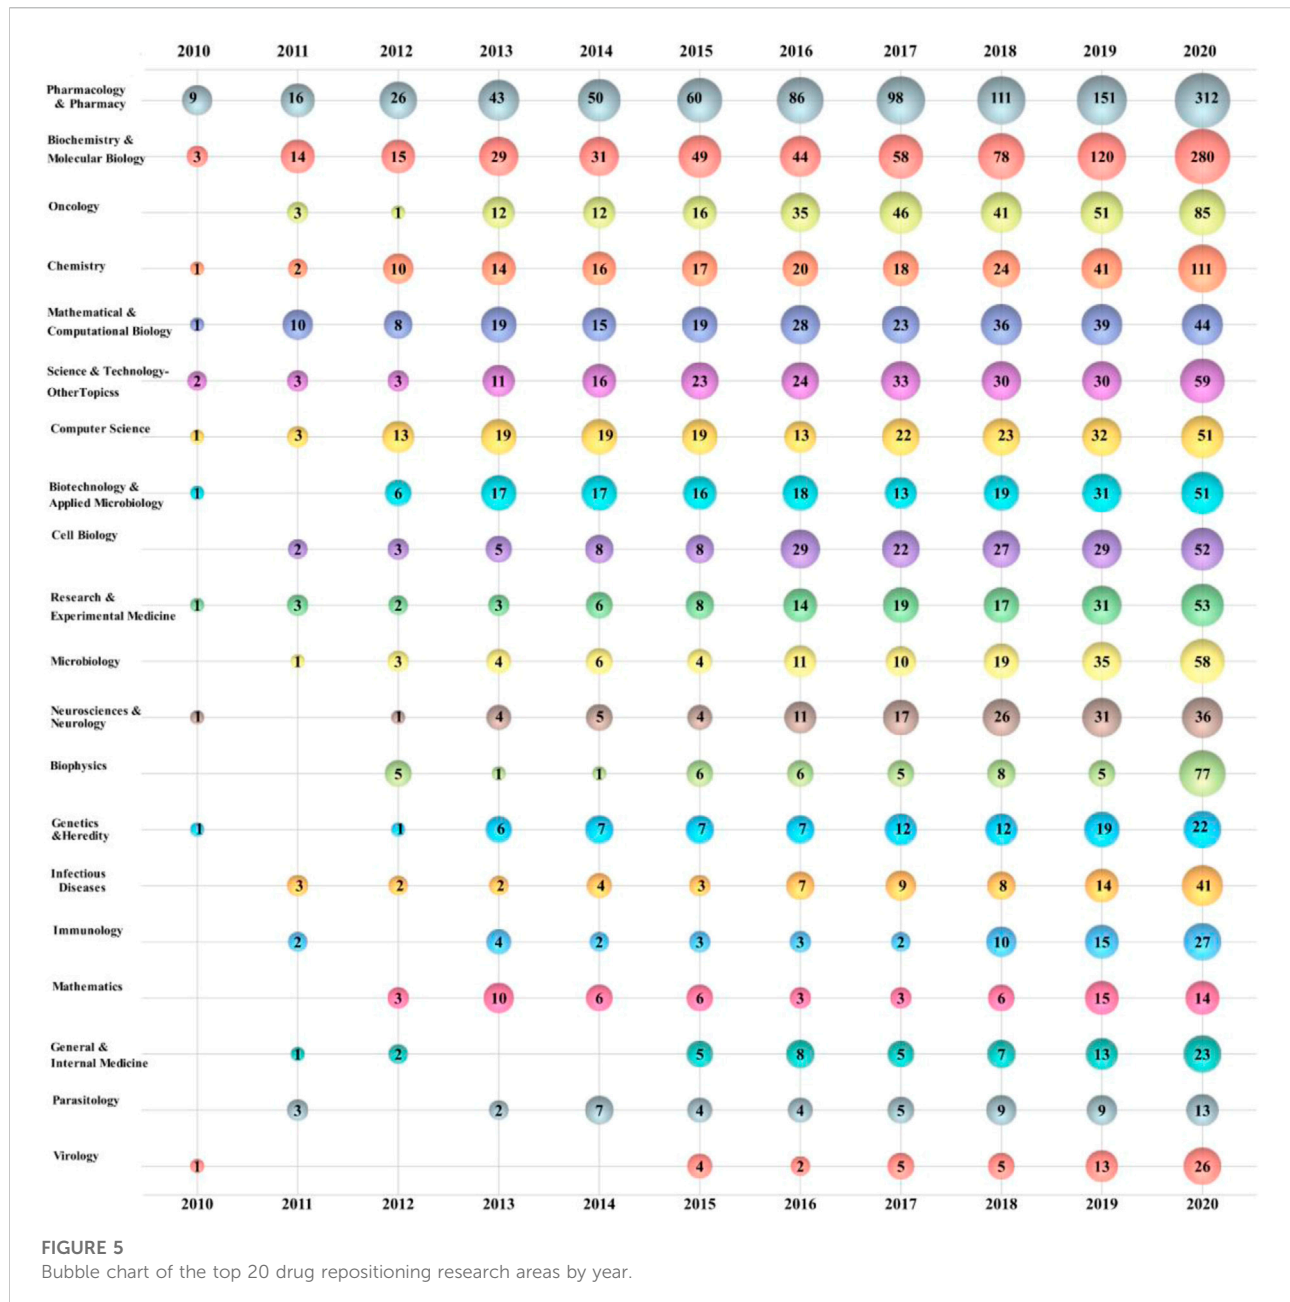 2010 2011 2012 2013 2014 2015 2016 2017 2018 2019 2020
Pharmacology
& Pharmacy
9 16 26 43 50 60 86 98 111 151 312
Biochemistry &
Molecular Biology
3 14 15 29 31 49 44 58 78 120 280
Oncology
3 1 12 12 16 35 46 41 51 85
Chemistry
1 2 10 14 16 17 20 18 24 41 111
Mathematical &
Computational Biology
1 10 8 19 15 19 28 23 36 39 44
Science & Technology-
OtherTopicss
2 3 3 11 16 23 24 33 30 30 59
Computer Science
1 3 13 19 19 19 13 22 23 32 51
Biotechnology &
Applied Microbiology
1 6 17 17 16 18 13 19 31 51
Cell Biology
2 3 5 8 8 29 22 27 29 52
Research &
Experimental Medicine
1 3 2 3 6 8 14 19 17 31 53
Microbiology
1 3 4 6 4 11 10 19 35 58
Neurosciences &
Neurology
1 1 4 5 4 11 17 26 31 36
Biophysics
5 1 1 6 6 5 8 5 77
Genetics
&Heredity
1 1 6 7 7 7 12 12 19 22
Infectious
Diseases
3 2 2 4 3 7 9 8 14 41
Immunology
2 4 2 3 3 2 10 15 27
Mathematics
3 10 6 6 3 3 6 15 14
General &
Internal Medicine
1 2 5 8 5 7 13 23
Parasitology
3 2 7 4 4 5 9 9 13
Virology
1 4 2 5 5 13 26
2010 2011 2012 2013 2014 2015 2016 2017 2018 2019 2020
FIGURE 5
Bubble chart of the top 20 drug repositioning research areas by year.